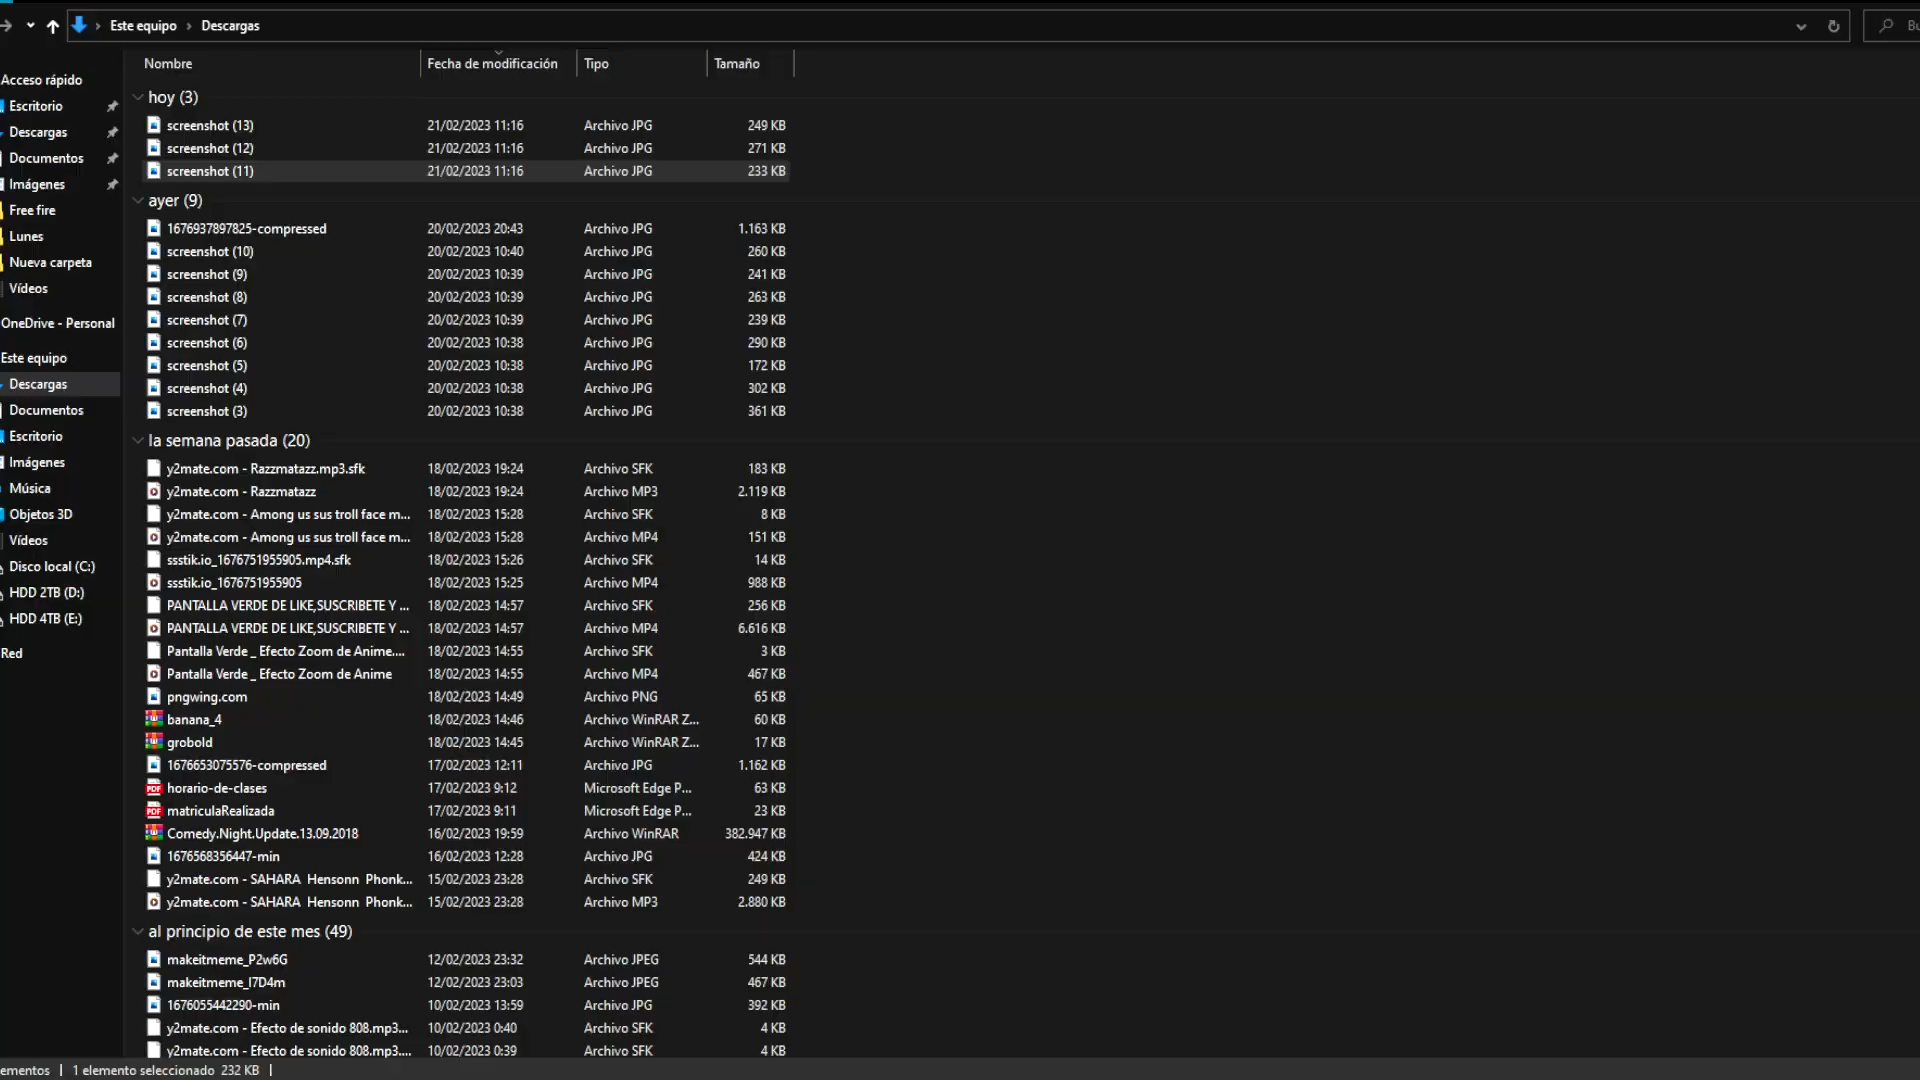 Este equipo › Descargas
Nombre Fecha de modificación Tipo Tamaño
Acceso rápido
Escritorio
Descargas
Documentos
Imágenes
Free fire
Lunes
Nueva carpeta
Vídeos
OneDrive - Personal
Este equipo
Descargas
Documentos
Escritorio
Imágenes
Música
Objetos 3D
Vídeos
Disco local (C:)
HDD 2TB (D:)
HDD 4TB (E:)
Red
hoy (3)
screenshot (13) 21/02/2023 11:16 Archivo JPG 249 KB
screenshot (12) 21/02/2023 11:16 Archivo JPG 271 KB
screenshot (11) 21/02/2023 11:16 Archivo JPG 233 KB
ayer (9)
1676937897825-compressed 20/02/2023 20:43 Archivo JPG 1.163 KB
screenshot (10) 20/02/2023 10:40 Archivo JPG 260 KB
screenshot (9) 20/02/2023 10:39 Archivo JPG 241 KB
screenshot (8) 20/02/2023 10:39 Archivo JPG 263 KB
screenshot (7) 20/02/2023 10:39 Archivo JPG 239 KB
screenshot (6) 20/02/2023 10:38 Archivo JPG 290 KB
screenshot (5) 20/02/2023 10:38 Archivo JPG 172 KB
screenshot (4) 20/02/2023 10:38 Archivo JPG 302 KB
screenshot (3) 20/02/2023 10:38 Archivo JPG 361 KB
la semana pasada (20)
y2mate.com - Razzmatazz.mp3.sfk 18/02/2023 19:24 Archivo SFK 183 KB
y2mate.com - Razzmatazz 18/02/2023 19:24 Archivo MP3 2.119 KB
y2mate.com - Among us sus troll face m... 18/02/2023 15:28 Archivo SFK 8 KB
y2mate.com - Among us sus troll face m... 18/02/2023 15:28 Archivo MP4 151 KB
ssstik.io_1676751955905.mp4.sfk 18/02/2023 15:26 Archivo SFK 14 KB
ssstik.io_1676751955905 18/02/2023 15:25 Archivo MP4 988 KB
PANTALLA VERDE DE LIKE,SUSCRIBETE Y ... 18/02/2023 14:57 Archivo SFK 256 KB
PANTALLA VERDE DE LIKE,SUSCRIBETE Y ... 18/02/2023 14:57 Archivo MP4 6.616 KB
Pantalla Verde _ Efecto Zoom de Anime.... 18/02/2023 14:55 Archivo SFK 3 KB
Pantalla Verde _ Efecto Zoom de Anime 18/02/2023 14:55 Archivo MP4 467 KB
pngwing.com 18/02/2023 14:49 Archivo PNG 65 KB
banana_4 18/02/2023 14:46 Archivo WinRAR Z... 60 KB
grobold 18/02/2023 14:45 Archivo WinRAR Z... 17 KB
1676653075576-compressed 17/02/2023 12:11 Archivo JPG 1.162 KB
PDF horario-de-clases 17/02/2023 9:12 Microsoft Edge P... 63 KB
PDF matriculaRealizada 17/02/2023 9:11 Microsoft Edge P... 23 KB
Comedy.Night.Update.13.09.2018 16/02/2023 19:59 Archivo WinRAR 382.947 KB
1676568356447-min 16/02/2023 12:28 Archivo JPG 424 KB
y2mate.com - SAHARA Hensonn Phonk... 15/02/2023 23:28 Archivo SFK 249 KB
y2mate.com - SAHARA Hensonn Phonk... 15/02/2023 23:28 Archivo MP3 2.880 KB
al principio de este mes (49)
makeitmeme_P2w6G 12/02/2023 23:32 Archivo JPEG 544 KB
makeitmeme_I7D4m 12/02/2023 23:03 Archivo JPEG 467 KB
1676055442290-min 10/02/2023 13:59 Archivo JPG 392 KB
y2mate.com - Efecto de sonido 808.mp3... 10/02/2023 0:40 Archivo SFK 4 KB
y2mate.com - Efecto de sonido 808.mp3.... 10/02/2023 0:39 Archivo SFK 4 KB
ementos | 1 elemento seleccionado 232 KB |